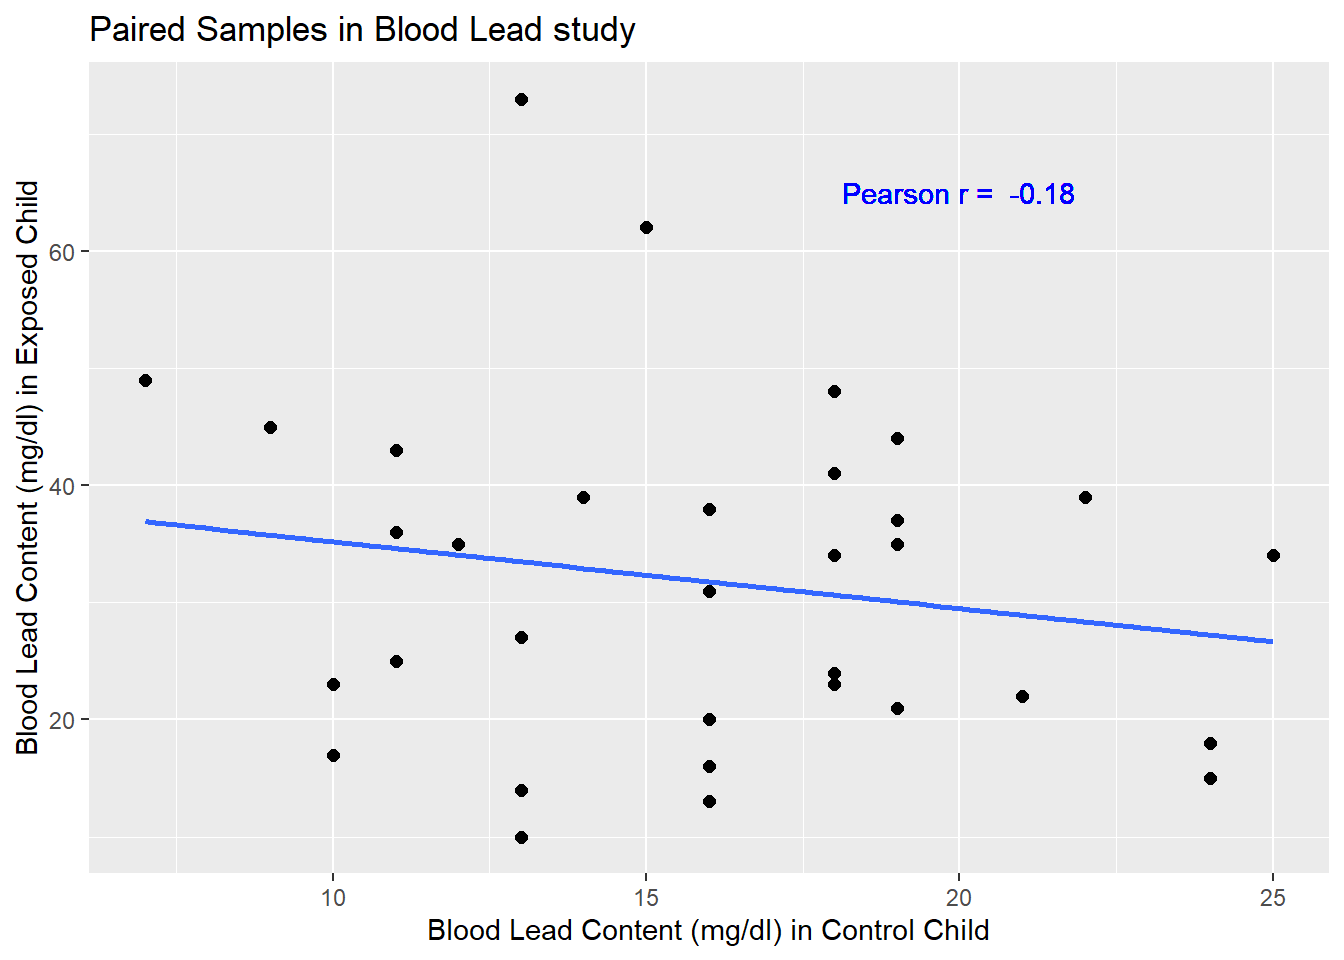 Paired Samples in Blood Lead study
Pearson r =  -0.18
Blood Lead Content (mg/dl) in Exposed Child
60
40
20
10 15 20 25
Blood Lead Content (mg/dl) in Control Child